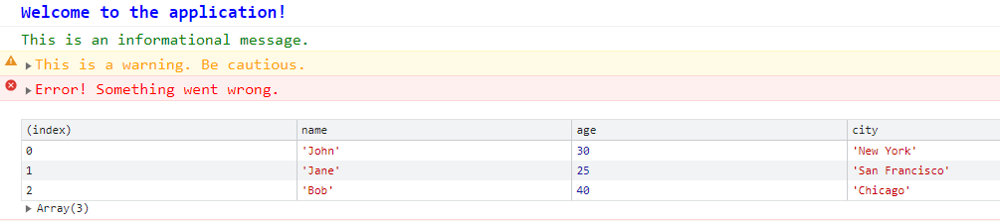 Welcome to the application!
This is an informational message.
This is a warning. Be cautious.
Error! Something went wrong.
(index) name age city
0 'John' 30 'New York'
1 'Jane' 25 'San Francisco'
2 'Bob' 40 'Chicago'
Array(3)